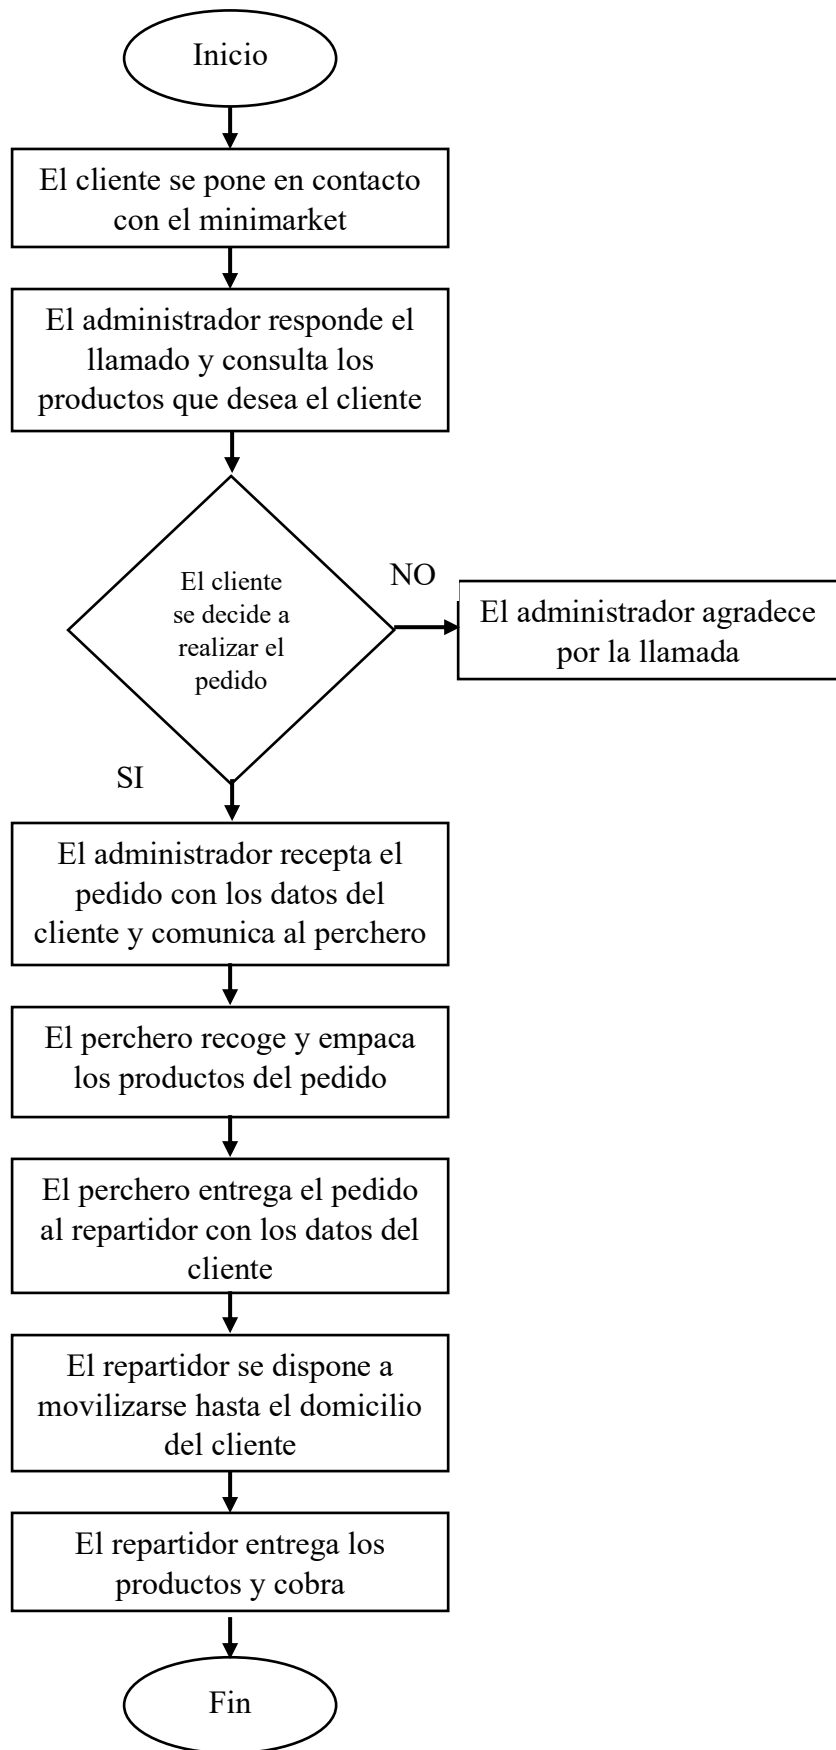 Inicio
El cliente se pone en contacto
con el minimarket
El administrador responde el
llamado y consulta los
productos que desea el cliente
El cliente
se decide a
realizar el
pedido
NO
El administrador agradece
por la llamada
SI
El administrador recepta el
pedido con los datos del
cliente y comunica al perchero
El perchero recoge y empaca
los productos del pedido
El perchero entrega el pedido
al repartidor con los datos del
cliente
El repartidor se dispone a
movilizarse hasta el domicilio
del cliente
El repartidor entrega los
productos y cobra
Fin